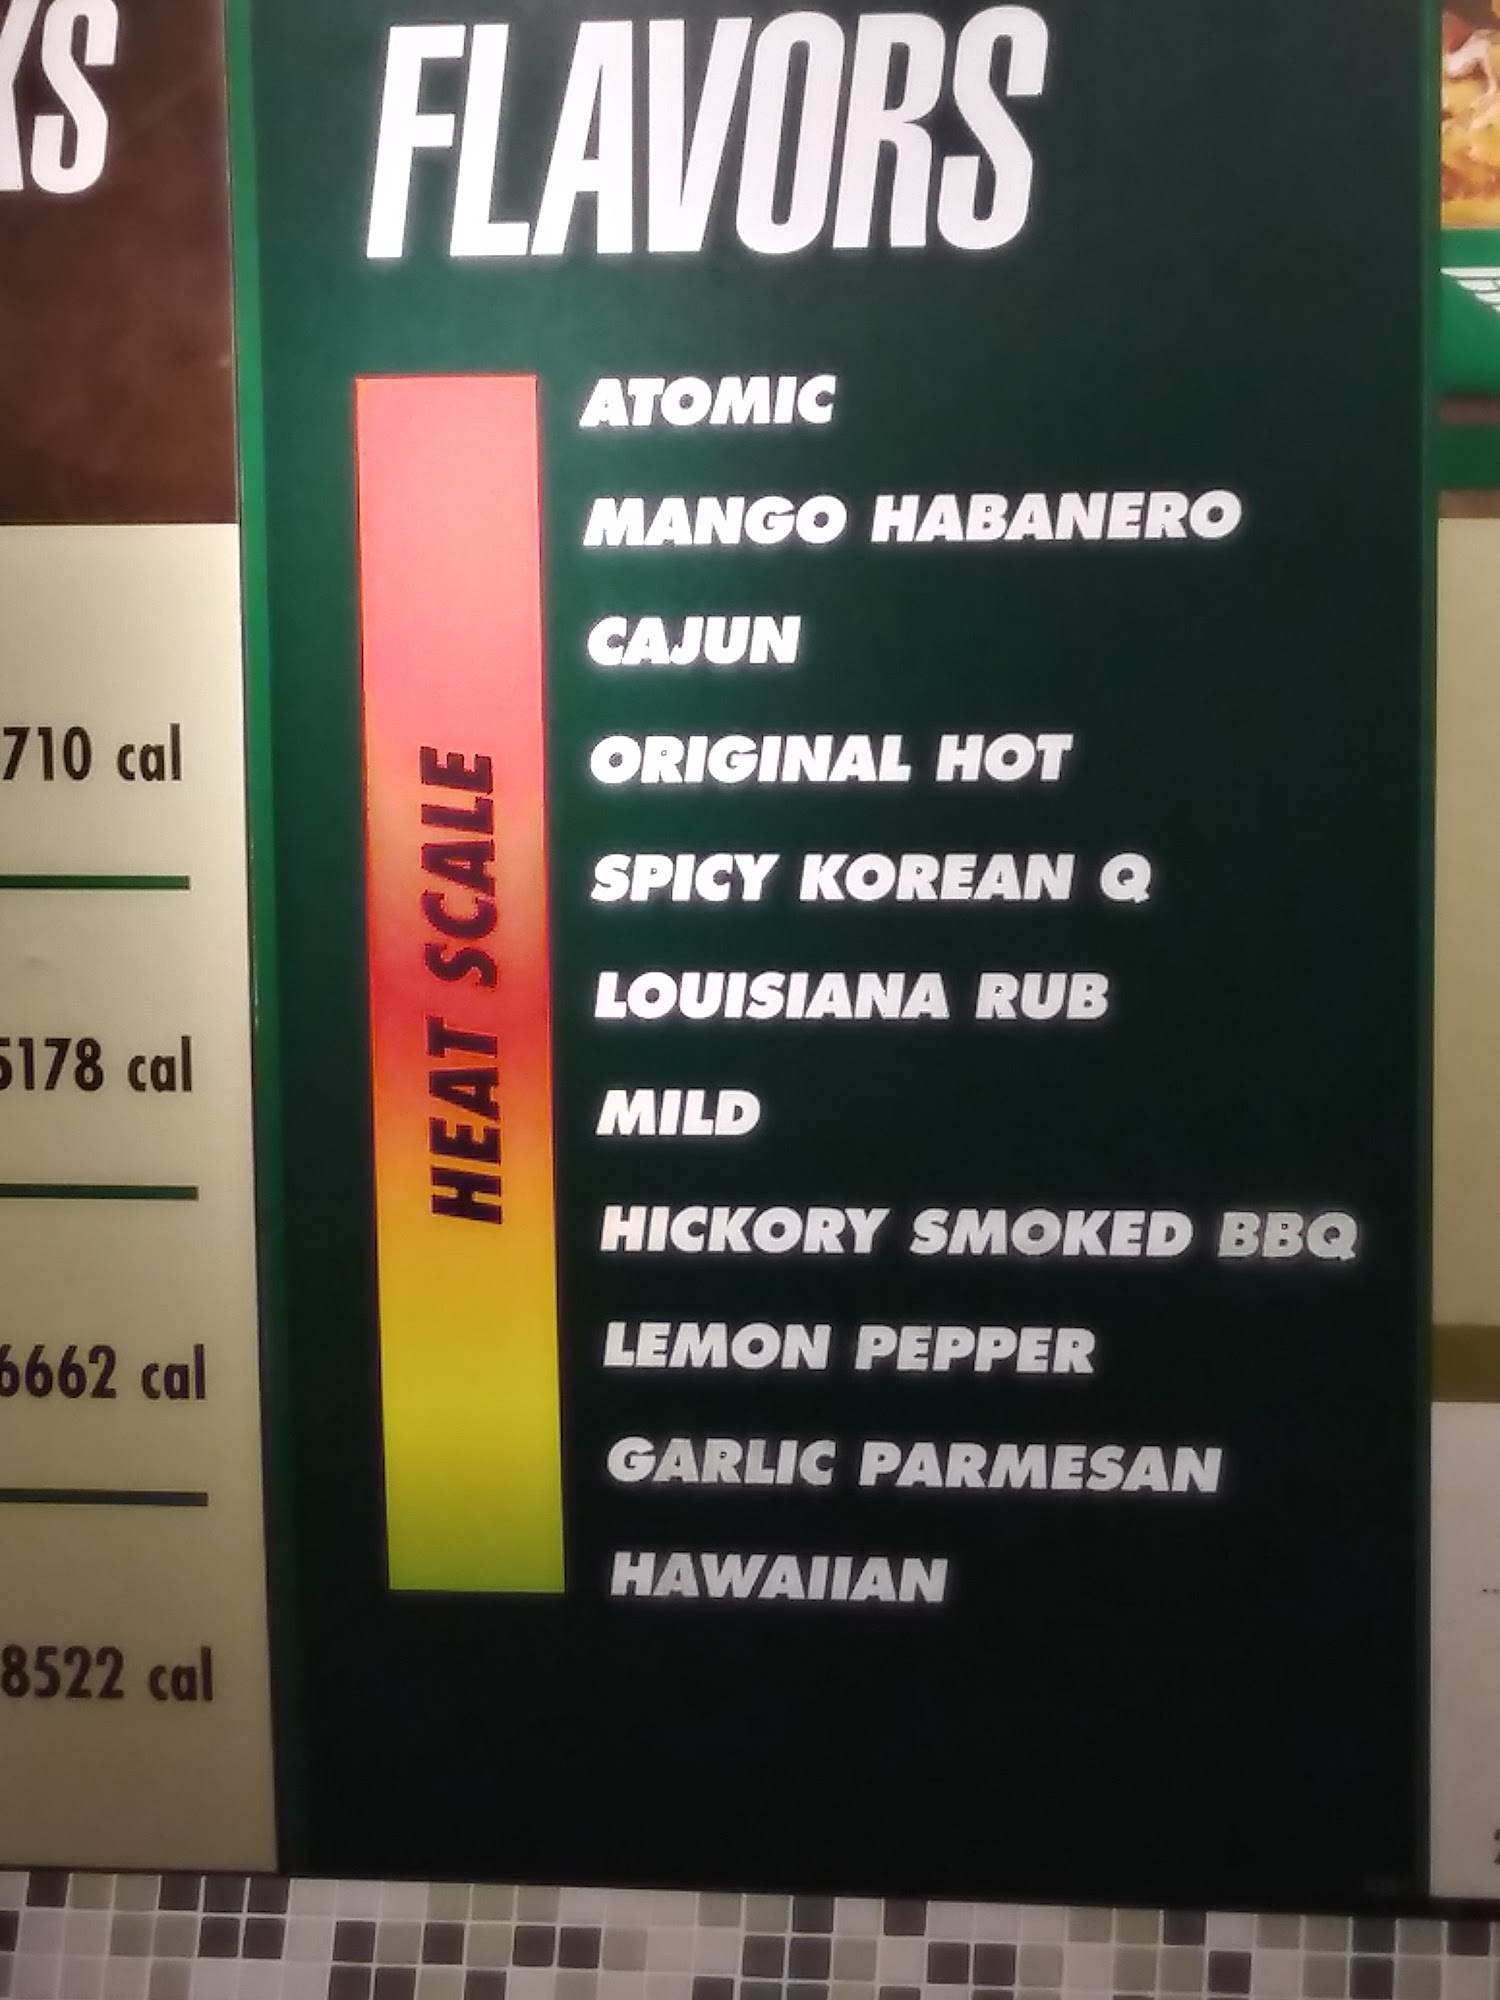 FLAVORS
HEAT SCALE
ATOMIC
MANGO HABANERO
CAJUN
ORIGINAL HOT
SPICY KOREAN Q
LOUISIANA RUB
MILD
HICKORY SMOKED BBQ
LEMON PEPPER
GARLIC PARMESAN
HAWAIIAN
710 cal
5178 cal
6662 cal
8522 cal